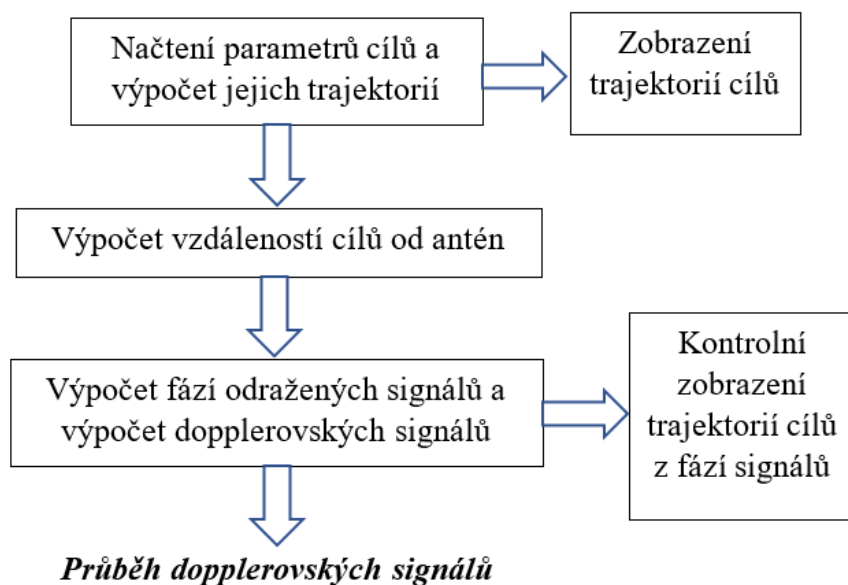 Načtení parametrů cílů a
výpočet jejich trajektorií
Zobrazení
trajektorií cílů
Výpočet vzdáleností cílů od antén
Výpočet fází odražených signálů a
výpočet dopplerovských signálů
Kontrolní
zobrazení
trajektorií cílů
z fází signálů
Průběh dopplerovských signálů